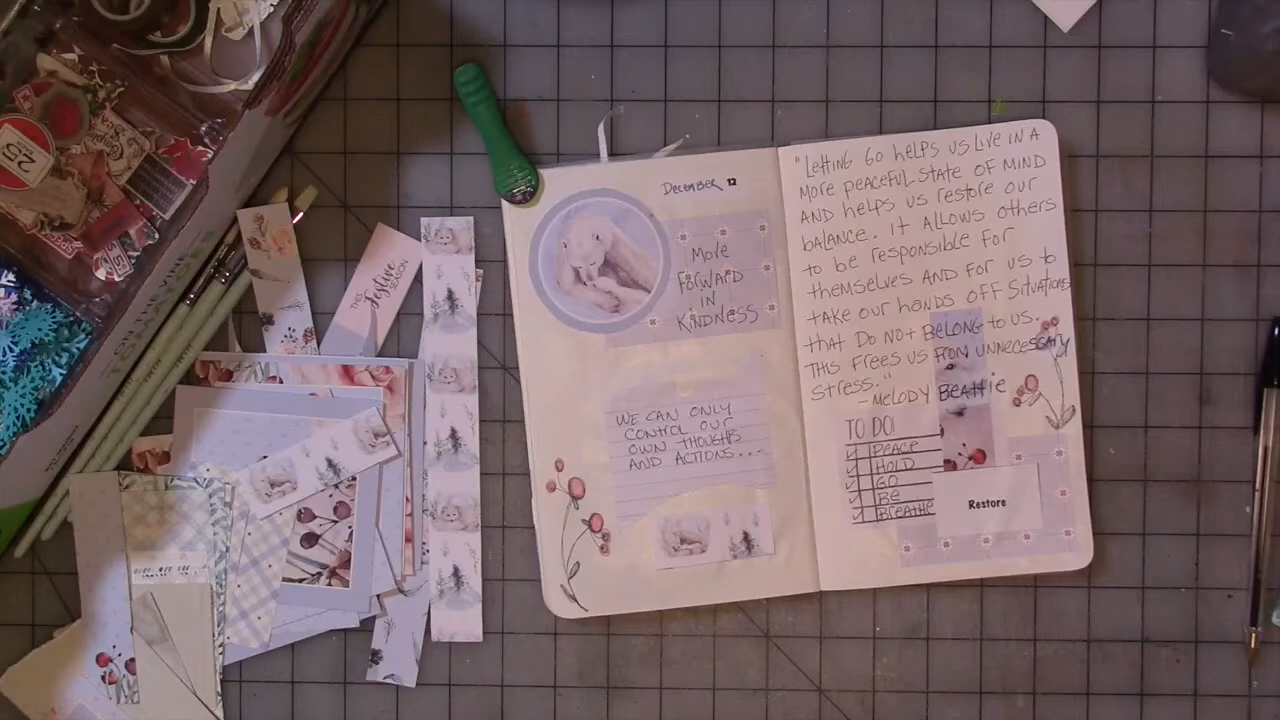 December 12
Move
Forward
in
Kindness
WE CAN ONLY
CONTROL OUR
OWN THOUGHTS
AND ACTIONS...
"Letting go helps us live in a
more peaceful state of mind
and helps us restore our
balance. It allows others
to be responsible for
themselves and for us to
take our hands off situations
that do not belong to us.
This frees us from unnecessary
stress."
-Melody Beattie
TO DO!
PEACE
HOLD
GO
BE
BREATHE
Restore
THIS
festive
SEASON
25